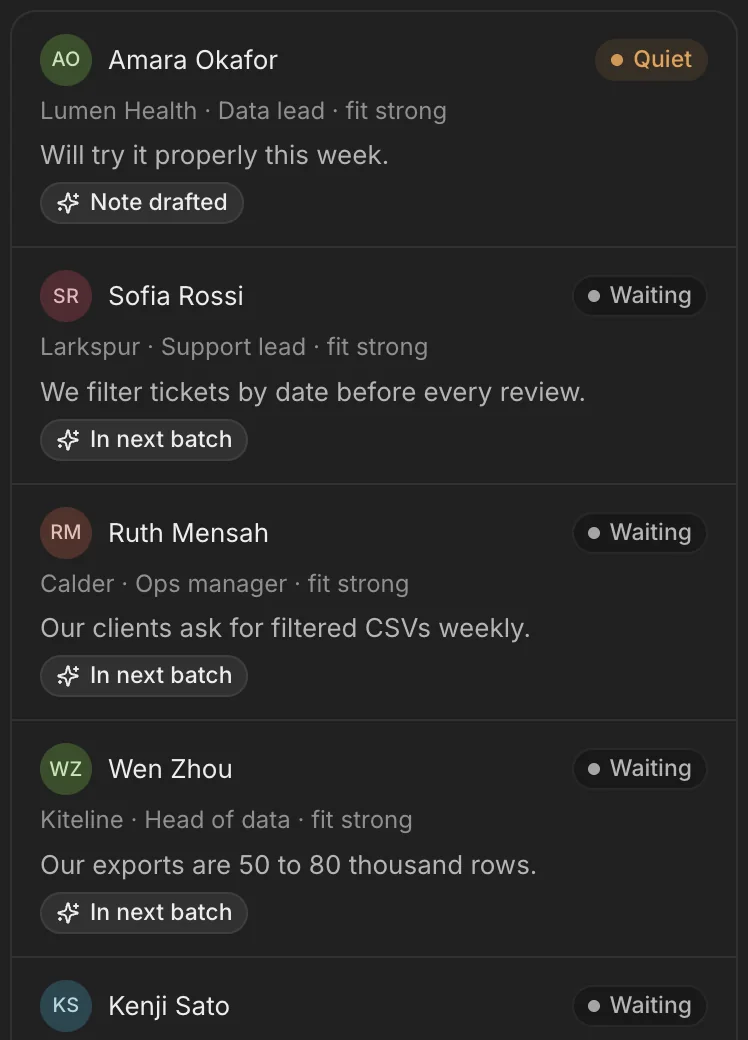 AO Amara Okafor Quiet
Lumen Health · Data lead · fit strong
Will try it properly this week.
Note drafted
SR Sofia Rossi Waiting
Larkspur · Support lead · fit strong
We filter tickets by date before every review.
In next batch
RM Ruth Mensah Waiting
Calder · Ops manager · fit strong
Our clients ask for filtered CSVs weekly.
In next batch
WZ Wen Zhou Waiting
Kiteline · Head of data · fit strong
Our exports are 50 to 80 thousand rows.
In next batch
KS Kenji Sato Waiting